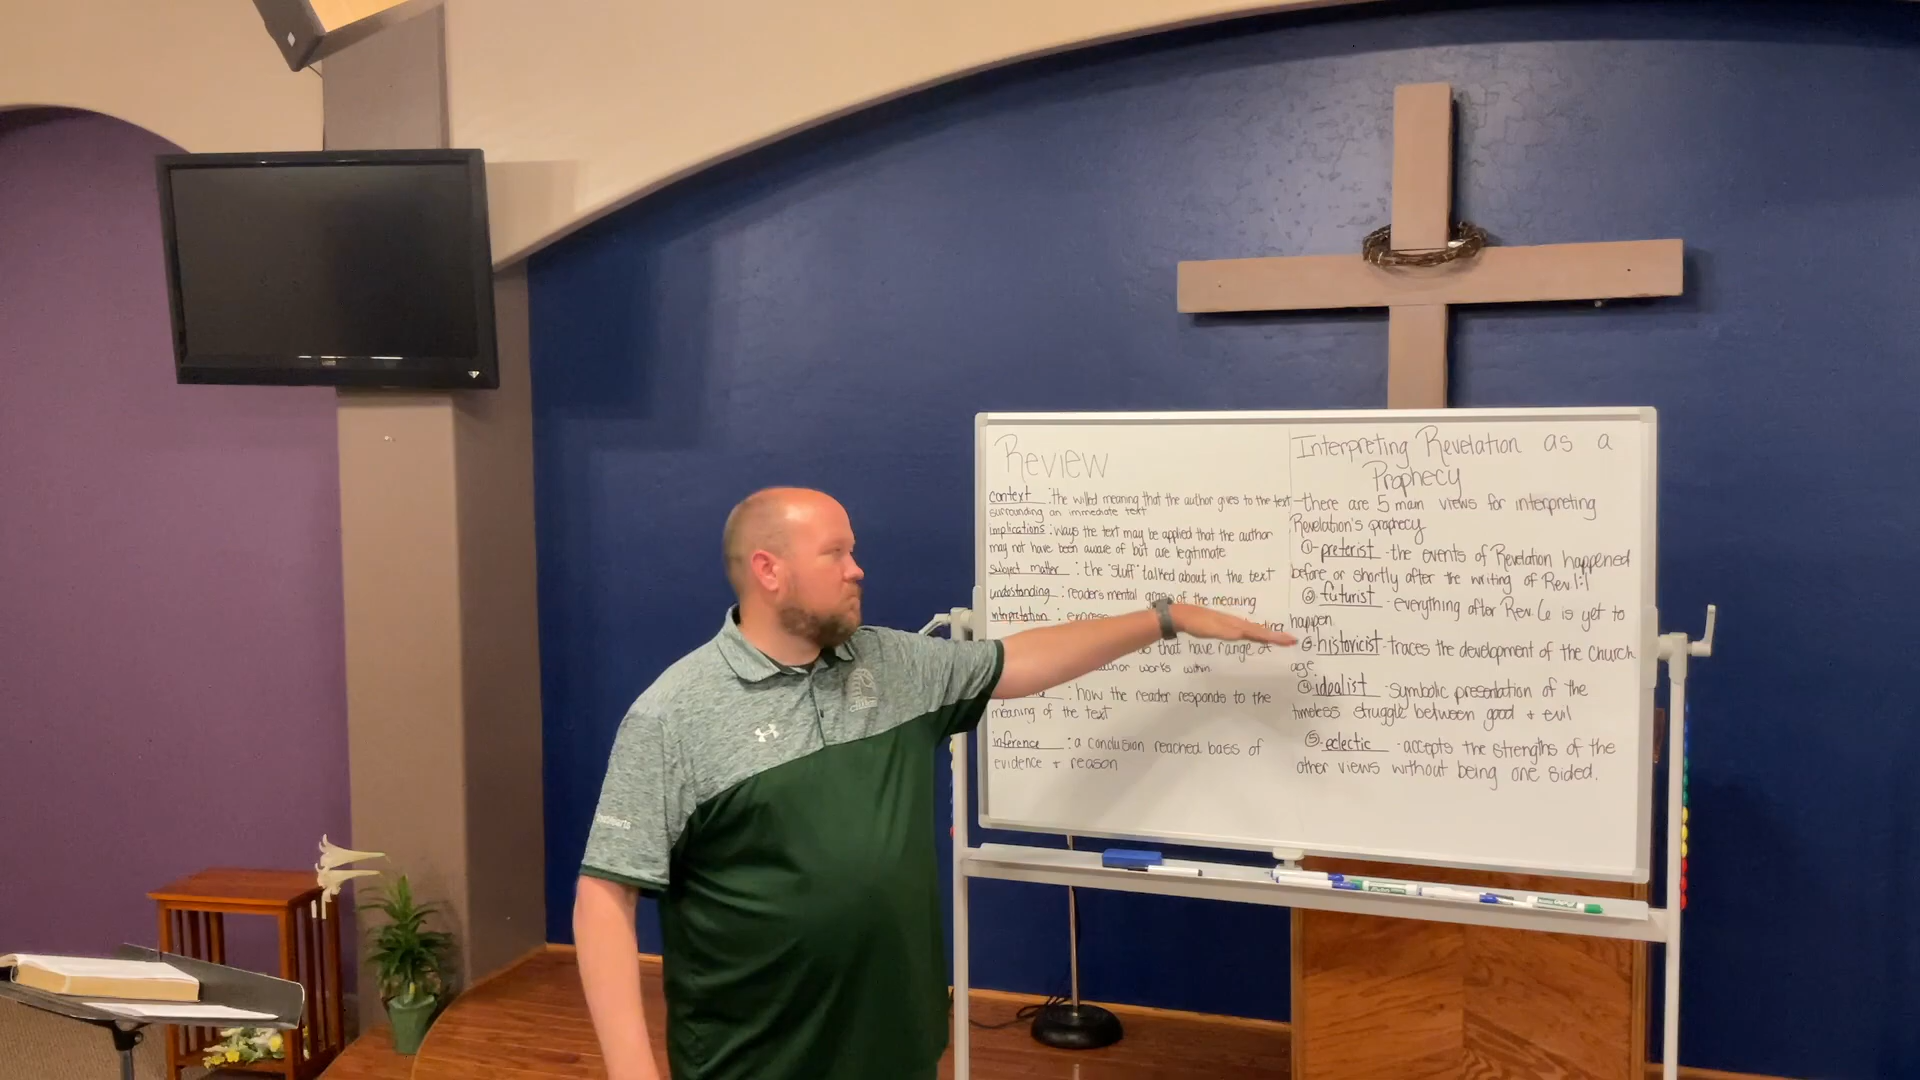 Review
context : the willed meaning that the author gives to the text
surrounding an immediate text
implications : ways the text may be applied that the author
may not have been aware of but are legitimate
subject matter : the "stuff" talked about in the text
understanding : readers mental grasp of the meaning
interpretation :
that have range of
works within
: how the reader responds to the
meaning of the text
inference : a conclusion reached bass of
evidence + reason
Interpreting Revelation as a
Prophecy
-there are 5 main views for interpreting
Revelation's prophecy
① preterist - the events of Revelation happened
before or shortly after the writing of Rev. 1:1
② futurist - everything after Rev. 6 is yet to
happen
③ historicist - traces the development of the church
age
④ idealist - symbolic presentation of the
timeless struggle between good + evil
⑤ eclectic - accepts the strengths of the
other views without being one sided.